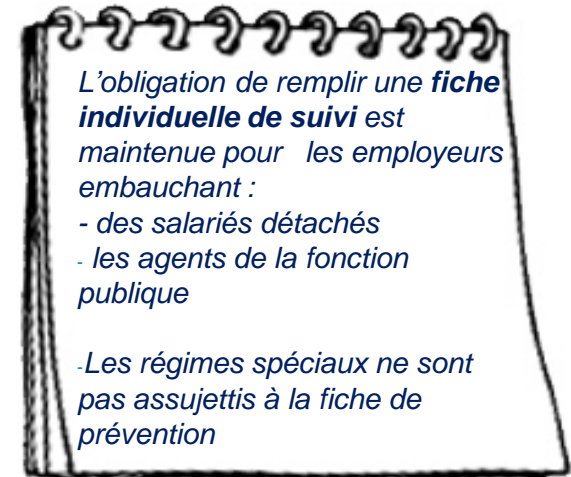 L’obligation de remplir une fiche
individuelle de suivi est
maintenue pour les employeurs
embauchant :
- des salariés détachés
- les agents de la fonction
publique
-Les régimes spéciaux ne sont
pas assujettis à la fiche de
prévention